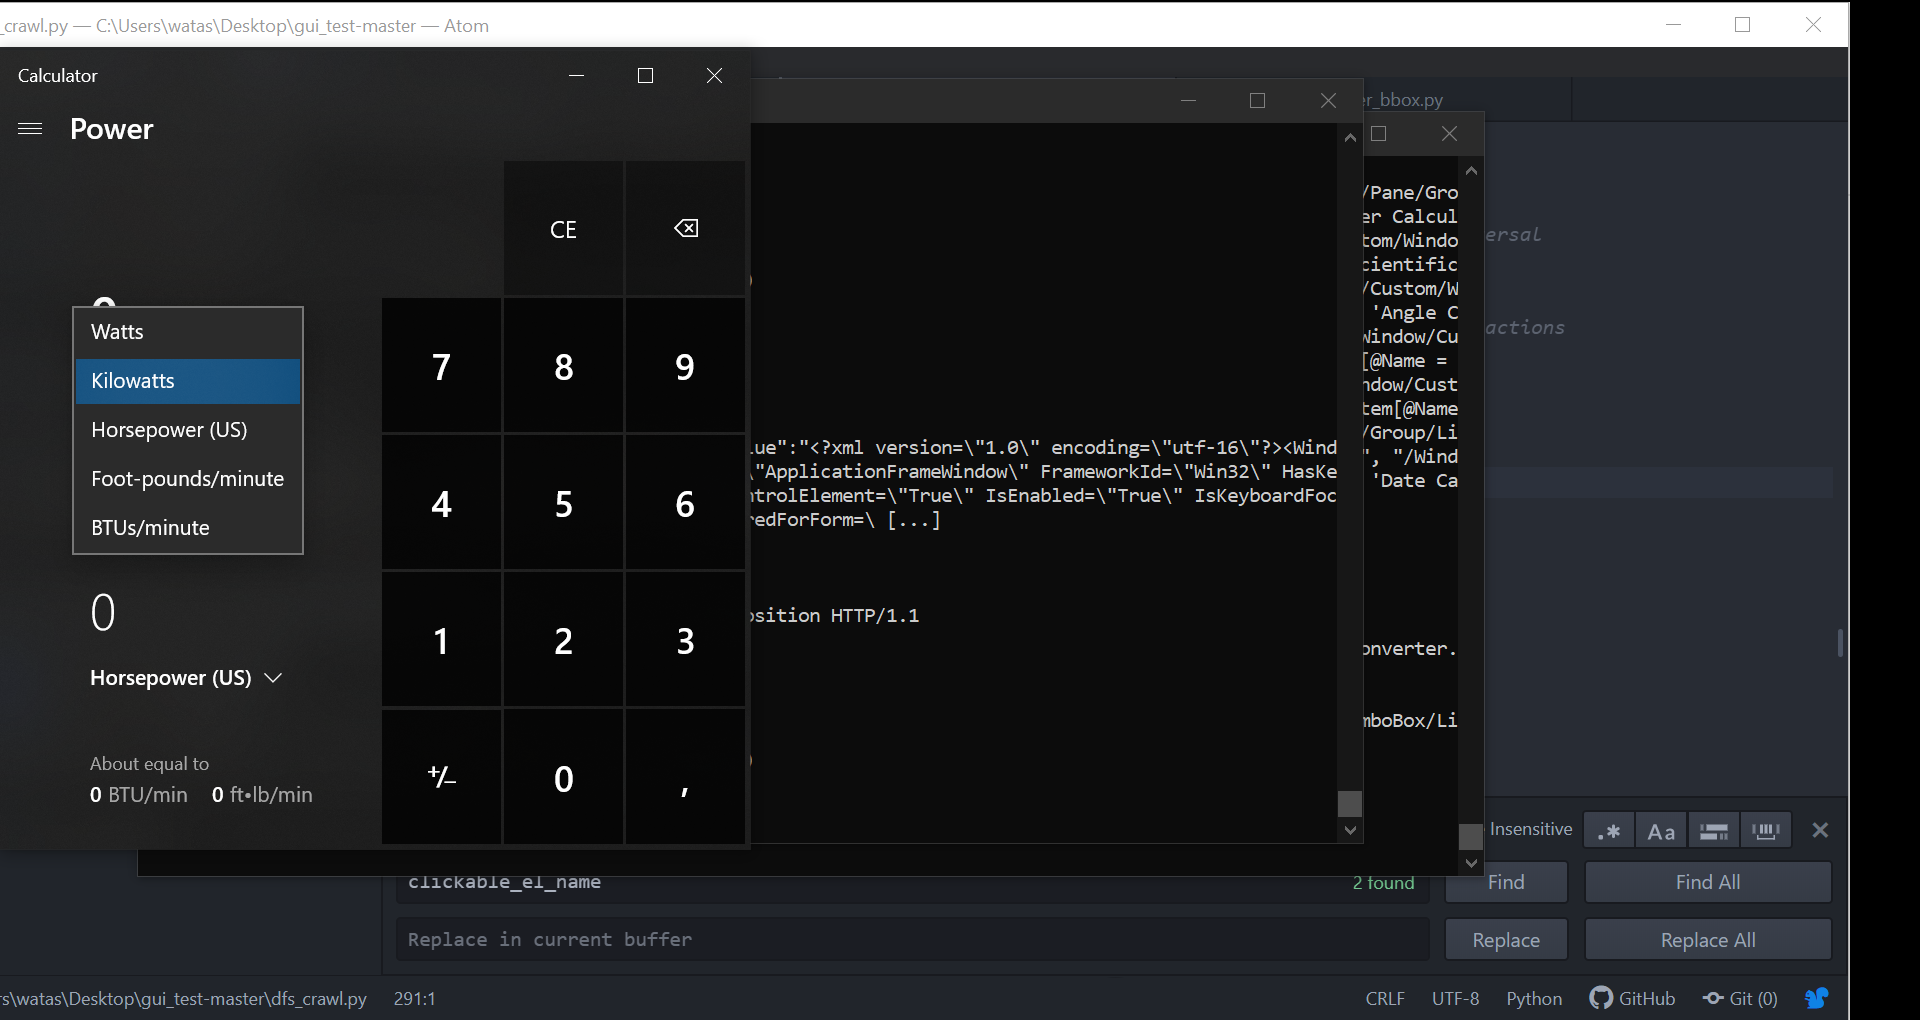 _crawl.py — C:\Users\watas\Desktop\gui_test-master — Atom
Calculator
Power
CE
7
8
9
4
5
6
1
2
3
0
,
Watts
Kilowatts
Horsepower (US)
Foot-pounds/minute
BTUs/minute
0
Horsepower (US)
About equal to
0 BTU/min 0 ft•lb/min
lue":"<?xml version=\"1.0\" encoding=\"utf-16\"?><Wind
\"ApplicationFrameWindow\" FrameworkId=\"Win32\" HasKe
ntrolElement=\"True\" IsEnabled=\"True\" IsKeyboardFoc
redForForm=\ [...]
osition HTTP/1.1
er_bbox.py
/Pane/Gro
er Calcul
tom/Windo
cientific
/Custom/W
'Angle C
Window/Cu
[@Name =
ndow/Cust
tem[@Name
/Group/Li
", "/Wind
'Date Ca
onverter.
mboBox/Li
ersal
actions
Insensitive
.* Aa
clickable_el_name
2 found
Find
Find All
Replace in current buffer
Replace
Replace All
rs\watas\Desktop\gui_test-master\dfs_crawl.py 291:1
CRLF UTF-8 Python GitHub Git (0)